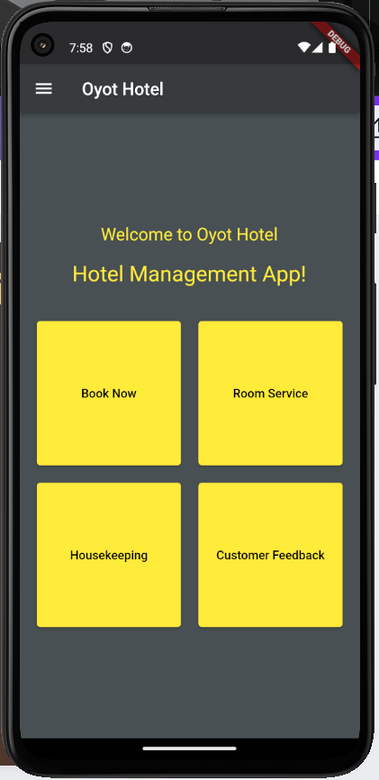 7:58
DEBUG
Oyot Hotel
Welcome to Oyot Hotel
Hotel Management App!
Book Now
Room Service
Housekeeping
Customer Feedback